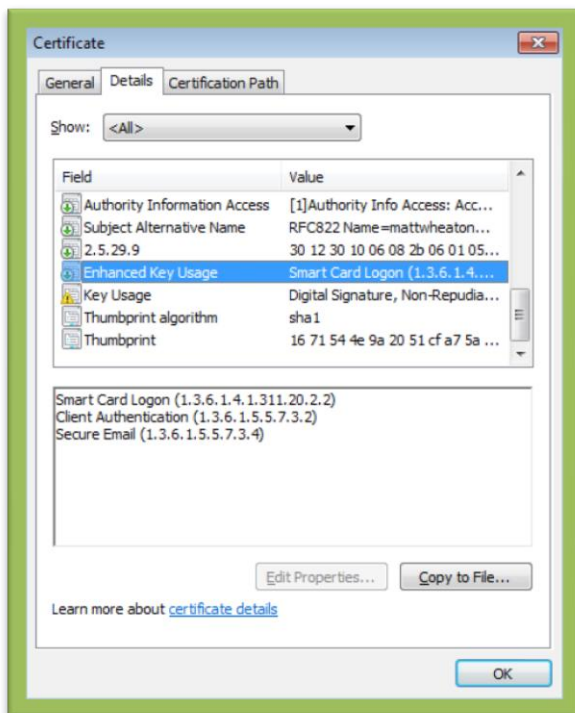 Certificate
General Details Certification Path
Show: <All>
Field Value
Authority Information Access [1]Authority Info Access: Acc...
Subject Alternative Name RFC822 Name=mattwheaton...
2.5.29.9 30 12 30 10 06 08 2b 06 01 05...
Enhanced Key Usage Smart Card Logon (1.3.6.1.4....
Key Usage Digital Signature, Non-Repudia...
Thumbprint algorithm sha1
Thumbprint 16 71 54 4e 9a 20 51 cf a7 5a ...
Smart Card Logon (1.3.6.1.4.1.311.20.2.2)
Client Authentication (1.3.6.1.5.5.7.3.2)
Secure Email (1.3.6.1.5.5.7.3.4)
Edit Properties... Copy to File...
Learn more about certificate details
OK